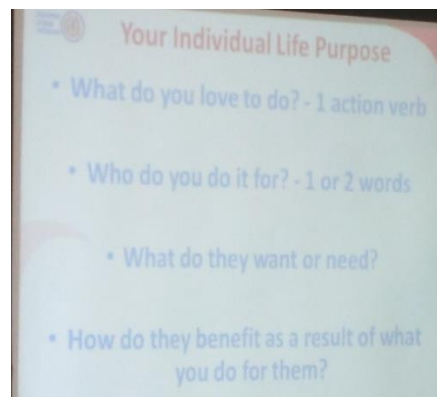 Your Individual Life Purpose
• What do you love to do? - 1 action verb
• Who do you do it for? - 1 or 2 words
• What do they want or need?
• How do they benefit as a result of what
you do for them?